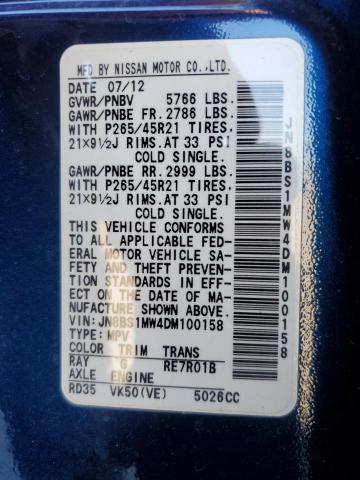 MFD BY NISSAN MOTOR CO.,LTD.
DATE 07/12
GVWR/PNBV 5766 LBS.
GAWR/PNBE FR. 2786 LBS.
WITH P265/45R21 TIRES.
21X9½J RIMS.AT 33 PSI
COLD SINGLE.
GAWR/PNBE RR. 2999 LBS.
WITH P265/45R21 TIRES.
21X9½J RIMS.AT 33 PSI
COLD SINGLE.
THIS VEHICLE CONFORMS
TO ALL APPLICABLE FED-
ERAL MOTOR VEHICLE SA-
FETY AND THEFT PREV-
ENTION STANDARDS IN EFF-
ECT ON THE DATE OF MA-
NUFACTURE SHOWN ABOVE.
VIN:JN8BS1MW4DM100158
TYPE:MPV
COLOR TRIM TRANS
RAY G RE7R01B
AXLE ENGINE
RD35 VK50(VE) 5026CC
JN8BS1MW4DM100158